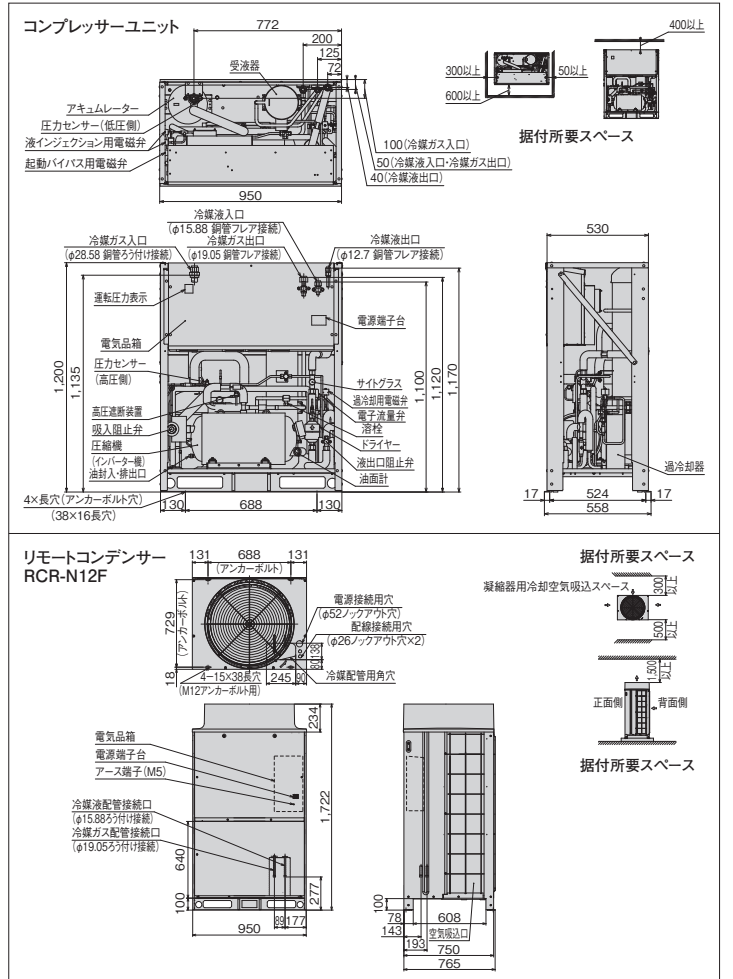 コンプレッサーユニット
772
200
125
72
受液器
アキュムレーター
圧力センサー(低圧側)
液インジェクション用電磁弁
起動バイパス用電磁弁
100(冷媒ガス入口)
50(冷媒液入口・冷媒ガス出口)
40(冷媒液出口)
950
400以上
300以上
50以上
600以上
据付所要スペース
冷媒液入口
(φ15.88 銅管フレア接続)
冷媒ガス入口
(φ28.58 銅管ろう付け接続)
冷媒ガス出口
(φ19.05 銅管フレア接続)
冷媒液出口
(φ12.7 銅管フレア接続)
運転圧力表示
電源端子台
電気品箱
圧力センサー
(高圧側)
サイトグラス
過冷却用電磁弁
電子流量弁
溶栓
ドライヤー
液出口阻止弁
油面計
高圧遮断装置
吸入阻止弁
圧縮機
(インバーター機)
油封入・排出口
4×長穴(アンカーボルト穴)
(38×16長穴)
1,200
1,135
1,100
1,120
1,170
130
688
130
530
過冷却器
17
524
17
558
リモートコンデンサー
RCR-N12F
131
688
131
(アンカーボルト)
729
(アンカーボルト)
18
電源接続用穴
(φ52ノックアウト穴)
配線接続用穴
(φ26ノックアウト穴×2)
138
80
冷媒配管用角穴
4−15×38長穴
(M12アンカーボルト用)
245
90
据付所要スペース
凝縮器用冷却空気吸込スペース
300以上
500以上
1,500以上
正面側
背面側
据付所要スペース
234
電気品箱
電源端子台
アース端子(M5)
冷媒液配管接続口
(φ15.88ろう付け接続)
冷媒ガス配管接続口
(φ19.05ろう付け接続)
1,722
640
277
100
89
177
950
100
78
608
143
空気吸込口
193
750
765